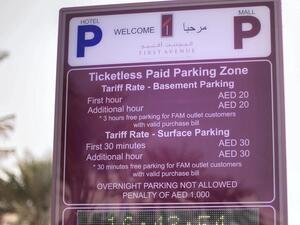 HOTEL
P
WELCOME
1
مرحبا
MALL
P
FIRST AVENUE
Ticketless Paid Parking Zone
Tariff Rate - Basement Parking
First hour AED 20
Additional hour AED 20
* 3 hours free parking for FAM outlet customers
with valid purchase bill
Tariff Rate - Surface Parking
First 30 minutes AED 30
Additional hour AED 30
* 30 minutes free parking for FAM outlet customers
with valid purchase bill
OVERNIGHT PARKING NOT ALLOWED
PENALTY OF AED 1,000